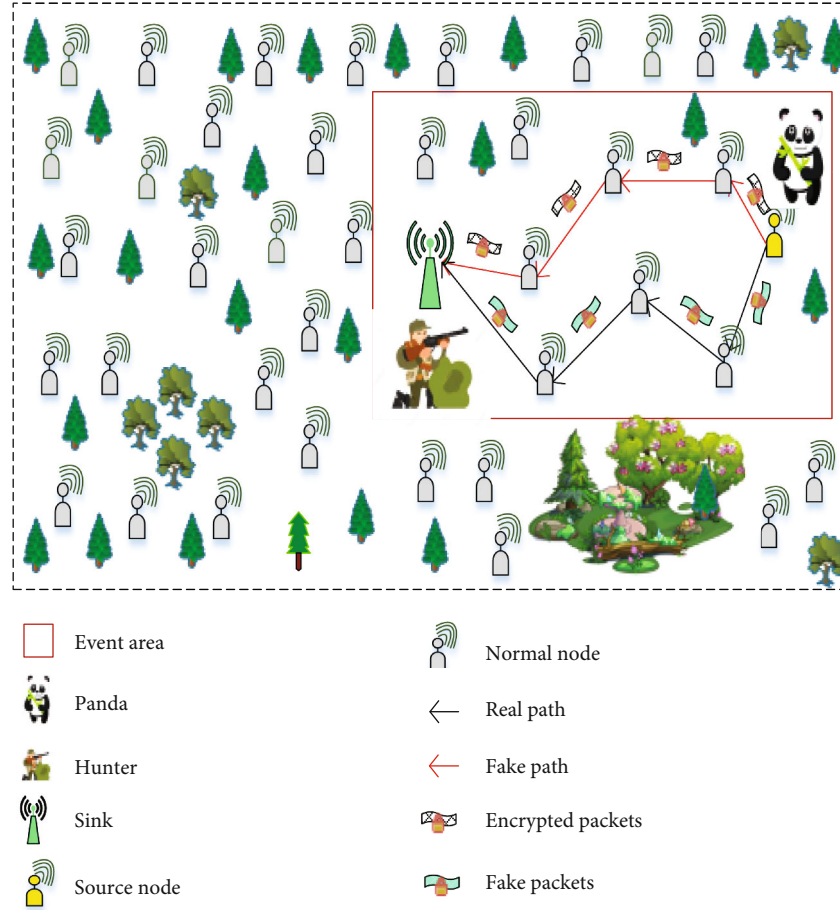 Event area
Panda
Hunter
Sink
Source node
Normal node
Real path
Fake path
Encrypted packets
Fake packets